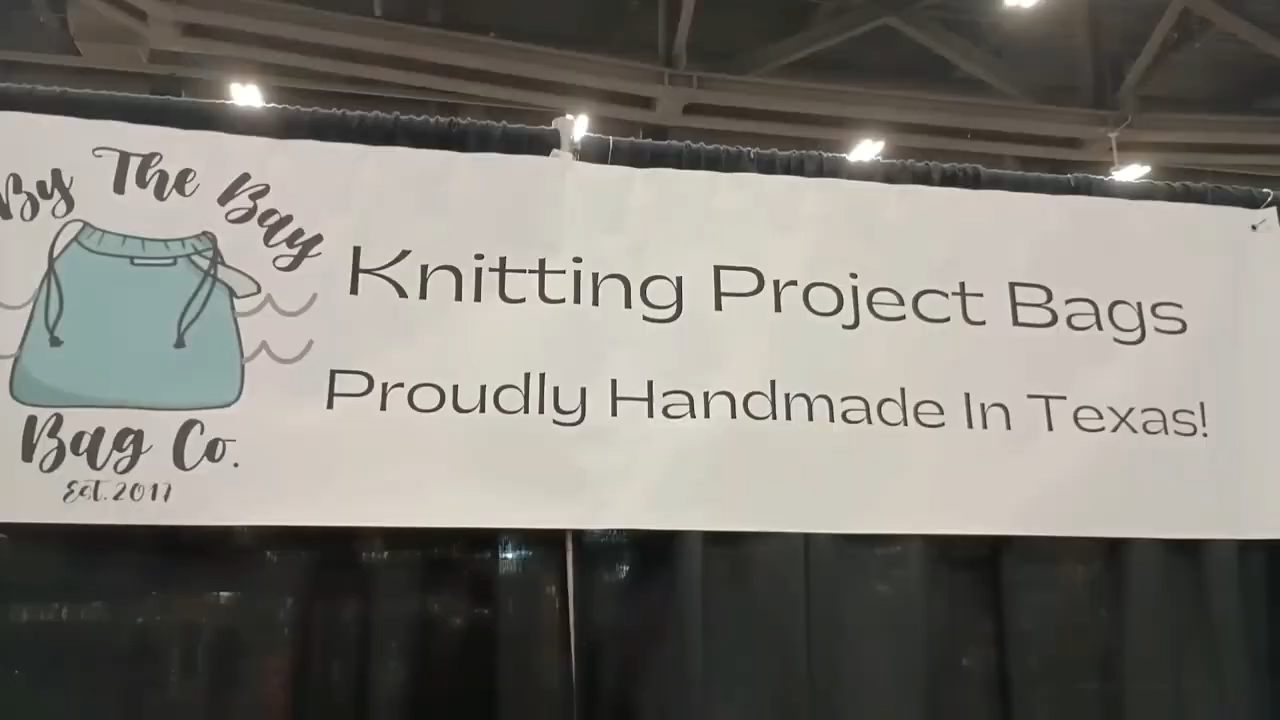 By The Bay
Bag Co.
Est. 2017
Knitting Project Bags
Proudly Handmade In Texas!